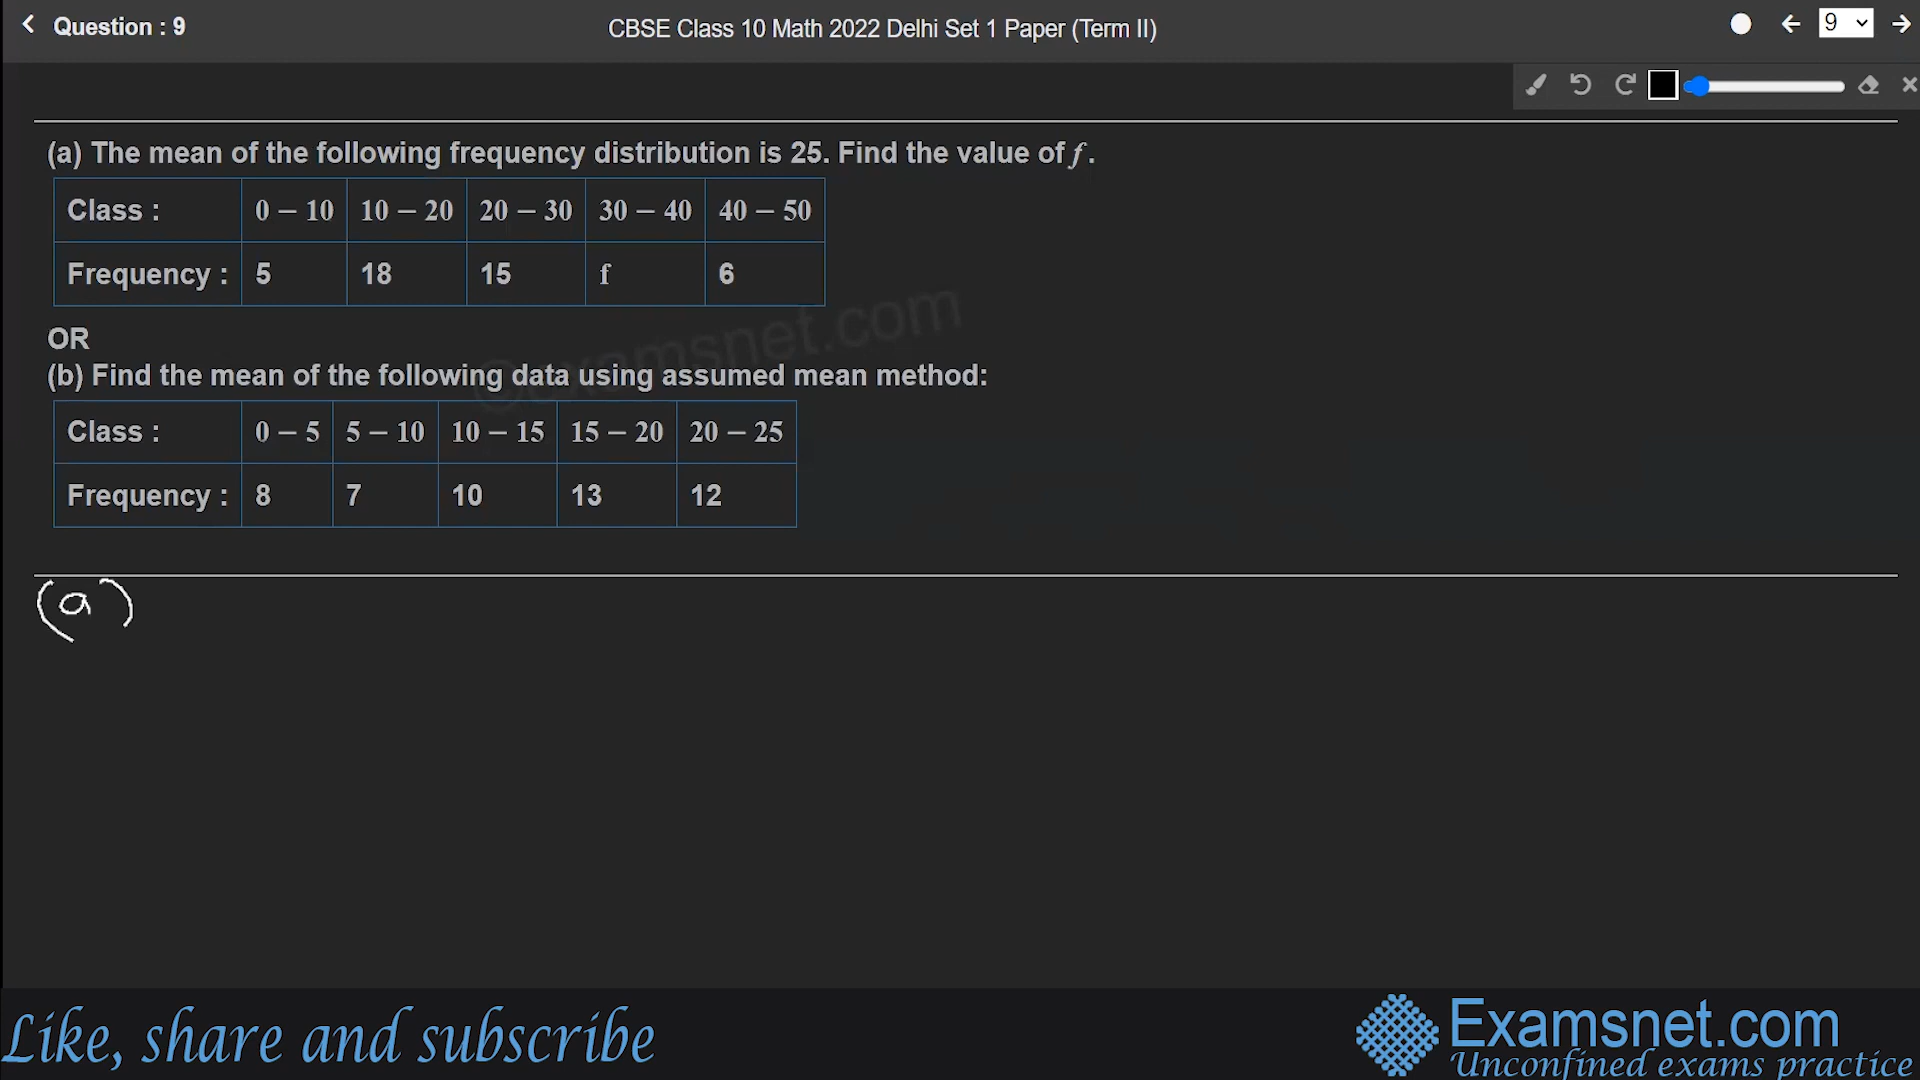 Question : 9
CBSE Class 10 Math 2022 Delhi Set 1 Paper (Term II)
9
(a) The mean of the following frequency distribution is 25. Find the value of f.
Class : 0 – 10 10 – 20 20 – 30 30 – 40 40 – 50
Frequency : 5 18 15 f 6
©examsnet.com
OR
(b) Find the mean of the following data using assumed mean method:
Class : 0 – 5 5 – 10 10 – 15 15 – 20 20 – 25
Frequency : 8 7 10 13 12
(a)
Like, share and subscribe
Examsnet.com
Unconfined exams practice